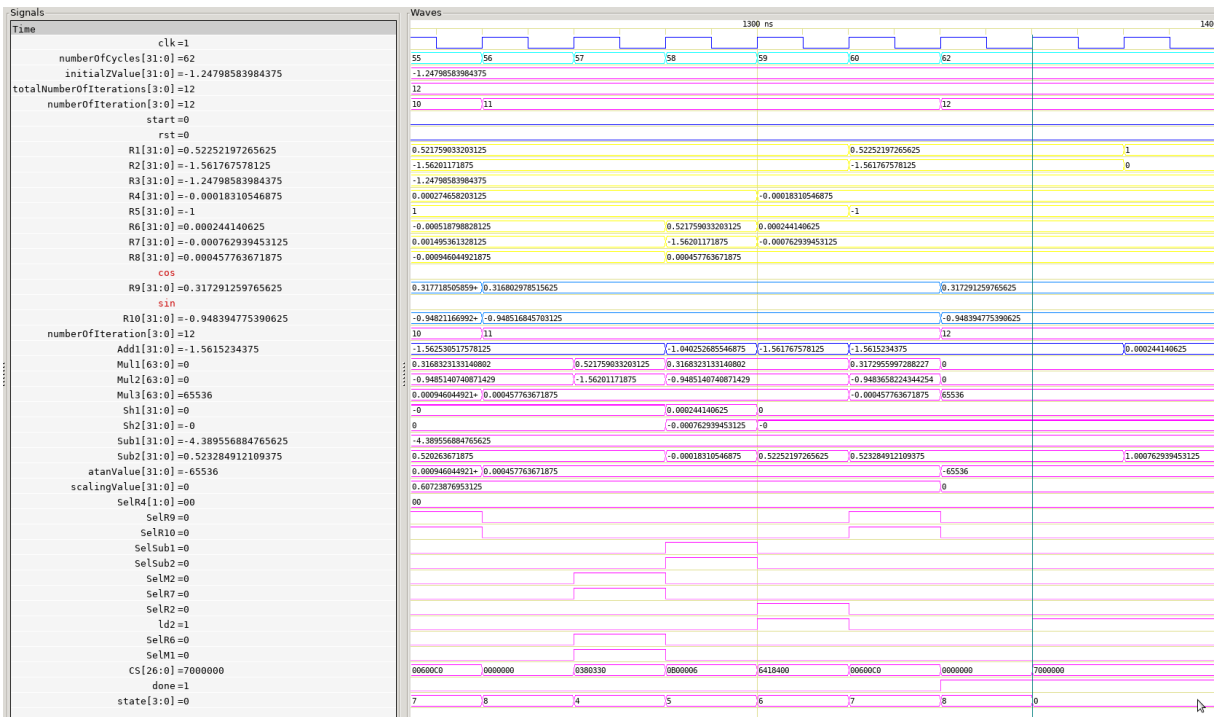 Signals Waves
Time 1300 ns 140
clk =1
numberOfCycles[31:0] =62 55 56 57 58 59 60 62
initialZValue[31:0] =-1.24798583984375 -1.24798583984375
totalNumberOfIterations[3:0] =12 12
numberOfIteration[3:0] =12 10 11 12
start =0
rst =0
R1[31:0] =0.52252197265625 0.521759033203125 0.52252197265625 1
R2[31:0] =-1.561767578125 -1.56201171875 -1.561767578125 0
R3[31:0] =-1.24798583984375 -1.24798583984375
R4[31:0] =-0.00018310546875 0.000274658203125 -0.00018310546875
R5[31:0] =-1 1 -1
R6[31:0] =0.000244140625 -0.000518798828125 0.521759033203125 0.000244140625
R7[31:0] =-0.000762939453125 0.001495361328125 -1.56201171875 -0.000762939453125
R8[31:0] =0.000457763671875 -0.000946044921875 0.000457763671875
cos
R9[31:0] =0.317291259765625 0.317718505859+ 0.316802978515625 0.317291259765625
sin
R10[31:0] =-0.948394775390625 -0.94821166992+ -0.948516845703125 -0.948394775390625
numberOfIteration[3:0] =12 10 11 12
Add1[31:0] =-1.5615234375 -1.562530517578125 -1.040252685546875 -1.561767578125 -1.5615234375 0.000244140625
Mul1[63:0] =0 0.3168323133140802 0.521759033203125 0.3168323133140802 0.3172955997288227 0
Mul2[63:0] =0 -0.9485140740871429 -1.56201171875 -0.9485140740871429 -0.9483658224344254 0
Mul3[63:0] =65536 0.000946044921+ 0.000457763671875 -0.000457763671875 65536
Sh1[31:0] =0 -0 0.000244140625 0
Sh2[31:0] =-0 0 -0.000762939453125 -0
Sub1[31:0] =-4.389556884765625 -4.389556884765625
Sub2[31:0] =0.523284912109375 0.520263671875 -0.00018310546875 0.52252197265625 0.523284912109375 1.000762939453125
atanValue[31:0] =-65536 0.000946044921+ 0.000457763671875 -65536
scalingValue[31:0] =0 0.60723876953125 0
SelR4[1:0] =00 00
SelR9 =0
SelR10 =0
SelSub1 =0
SelSub2 =0
SelM2 =0
SelR7 =0
SelR2 =0
ld2 =1
SelR6 =0
SelM1 =0
CS[26:0] =7000000 00600C0 0000000 0380330 0B00006 6418400 00600C0 0000000 7000000
done =1
state[3:0] =0 7 8 4 5 6 7 8 0